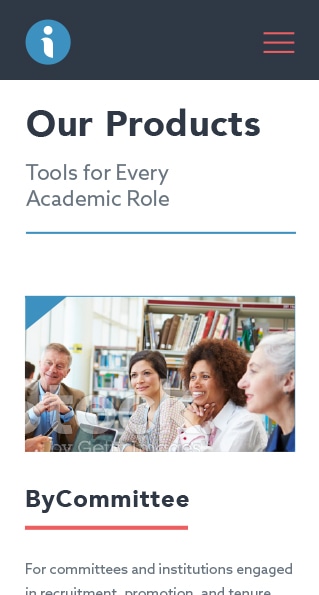 Our Products
Tools for Every
Academic Role
by Getty Images
ByCommittee
For committees and institutions engaged
in recruitment, promotion, and tenure